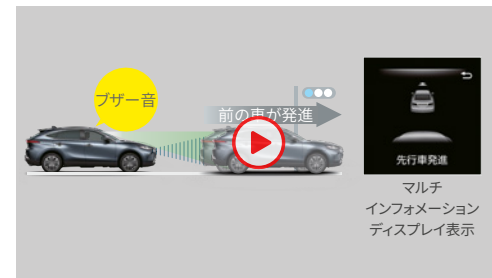 ブザー音
前の車が発進
先行車発進
マルチ
インフォメーション
ディスプレイ表示